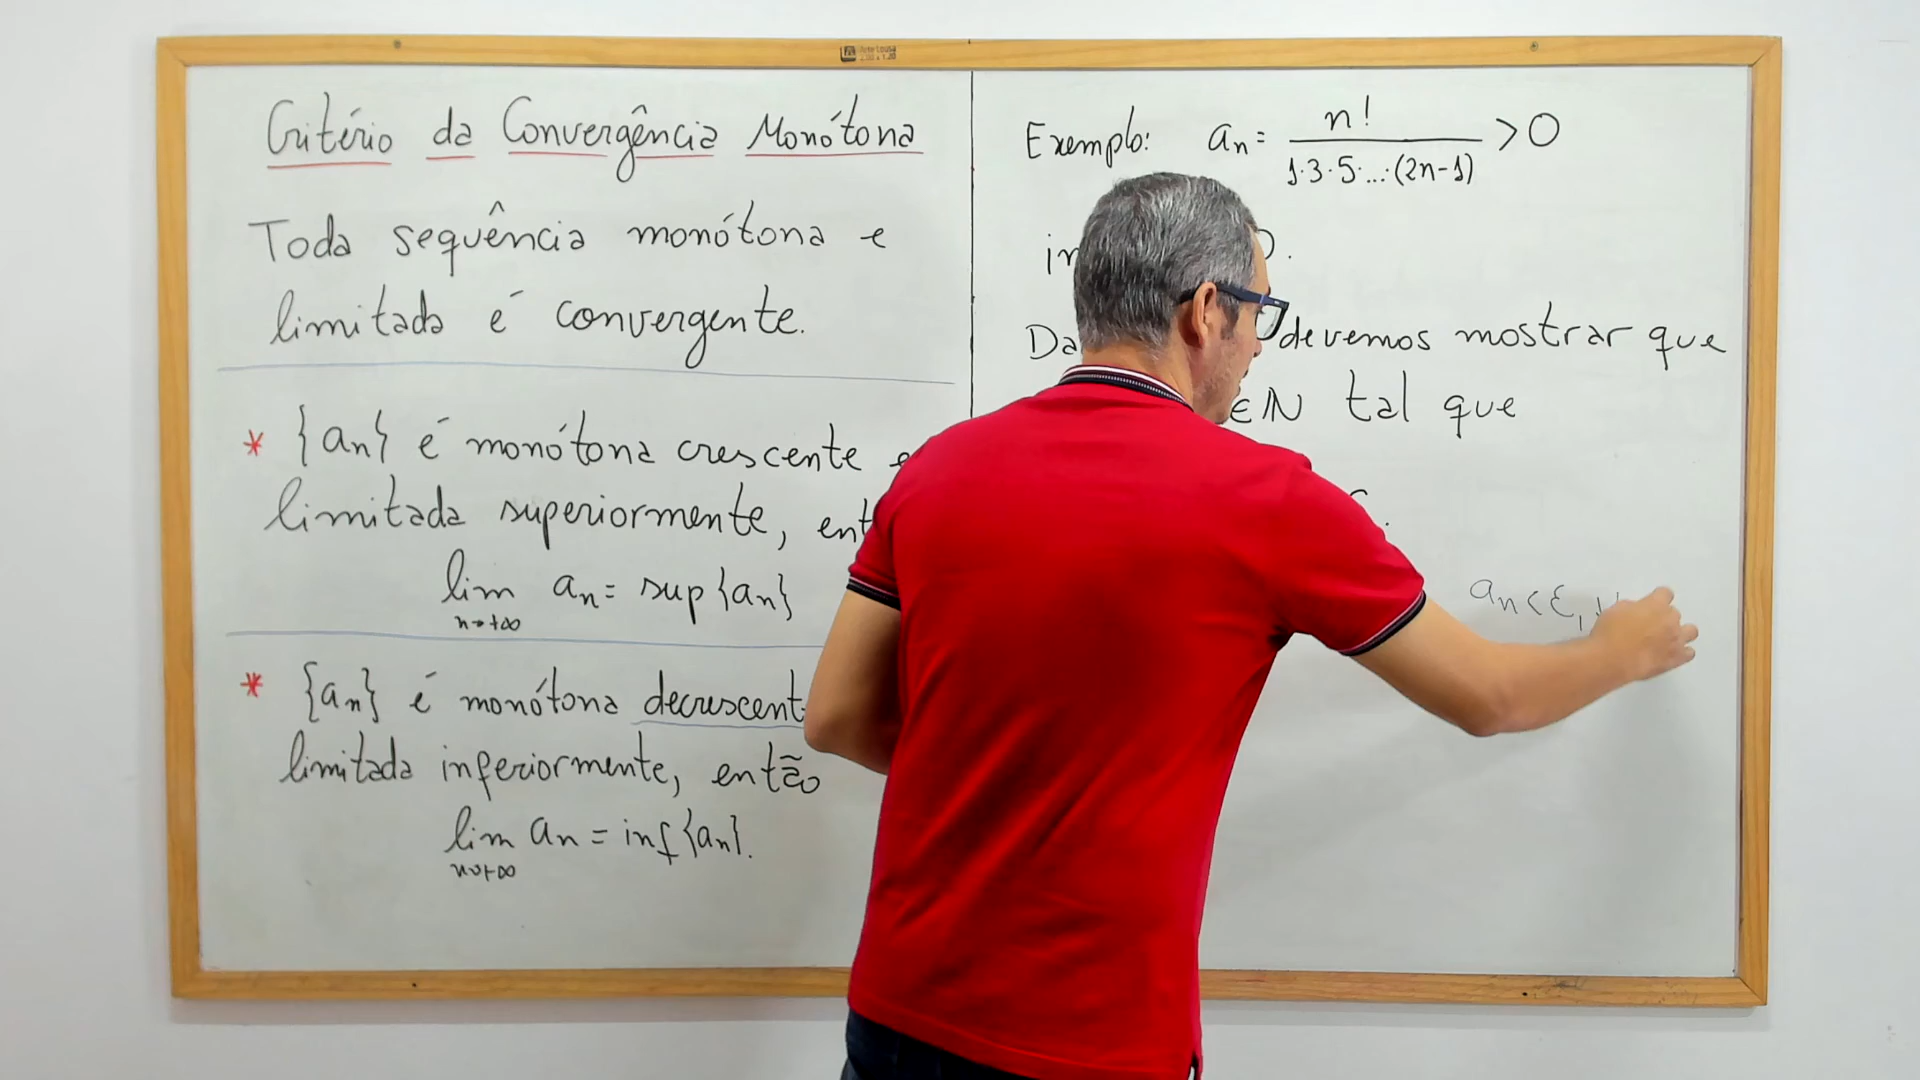 Critério da Convergência Monótona
Toda sequência monótona e
limitada é convergente.
* {an} é monótona crescente e
limitada superiormente,
lim an = sup{an}
n→+∞
* {an} é monótona
limitada inferiormente, então
lim an = inf{an}.
n→+∞
Exemplo: an = n! / 1·3·5·...·(2n-1) > 0
devemos mostrar que
∈ℕ tal que
an < ε,